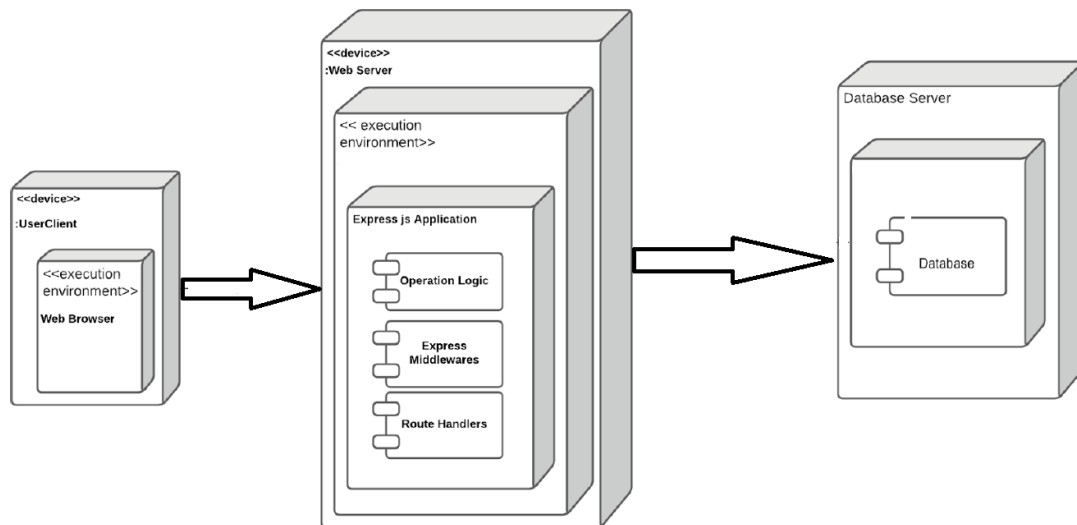 <<device>>
:UserClient
<<execution
environment>>
Web Browser
<<device>>
:Web Server
<< execution
environment>>
Express js Application
Operation Logic
Express
Middlewares
Route Handlers
Database Server
Database